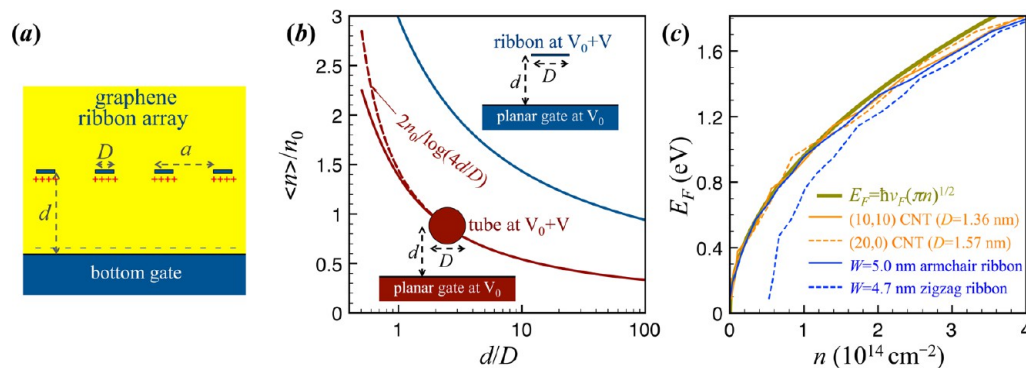 (a)
graphene
ribbon array
D
a
++++ ++++ ++++ ++++
d
bottom gate
(b)
<n>/n0
3
2.5
2
1.5
1
0.5
0
1 10 100
d/D
ribbon at V0+V
d
D
planar gate at V0
2n0/log(4d/D)
tube at V0+V
d
D
planar gate at V0
(c)
EF (eV)
1.6
1.2
0.8
0.4
0
0 1 2 3 4
n (10^14 cm^-2)
EF=ħvF(πn)^1/2
(10,10) CNT (D=1.36 nm)
(20,0) CNT (D=1.57 nm)
W=5.0 nm armchair ribbon
W=4.7 nm zigzag ribbon